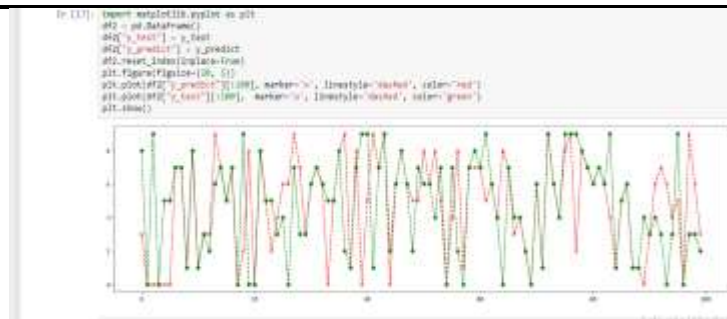 In [17]: import matplotlib.pyplot as plt
df2 = pd.DataFrame()
df2["y_test"] = y_test
df2["y_predict"] = y_predict
df2.reset_index(inplace=True)
plt.figure(figsize=(20, 5))
plt.plot(df2["y_predict"][:100], marker='x', linestyle='dashed', color='red')
plt.plot(df2["y_test"][:100], marker='o', linestyle='dashed', color='green')
plt.show()